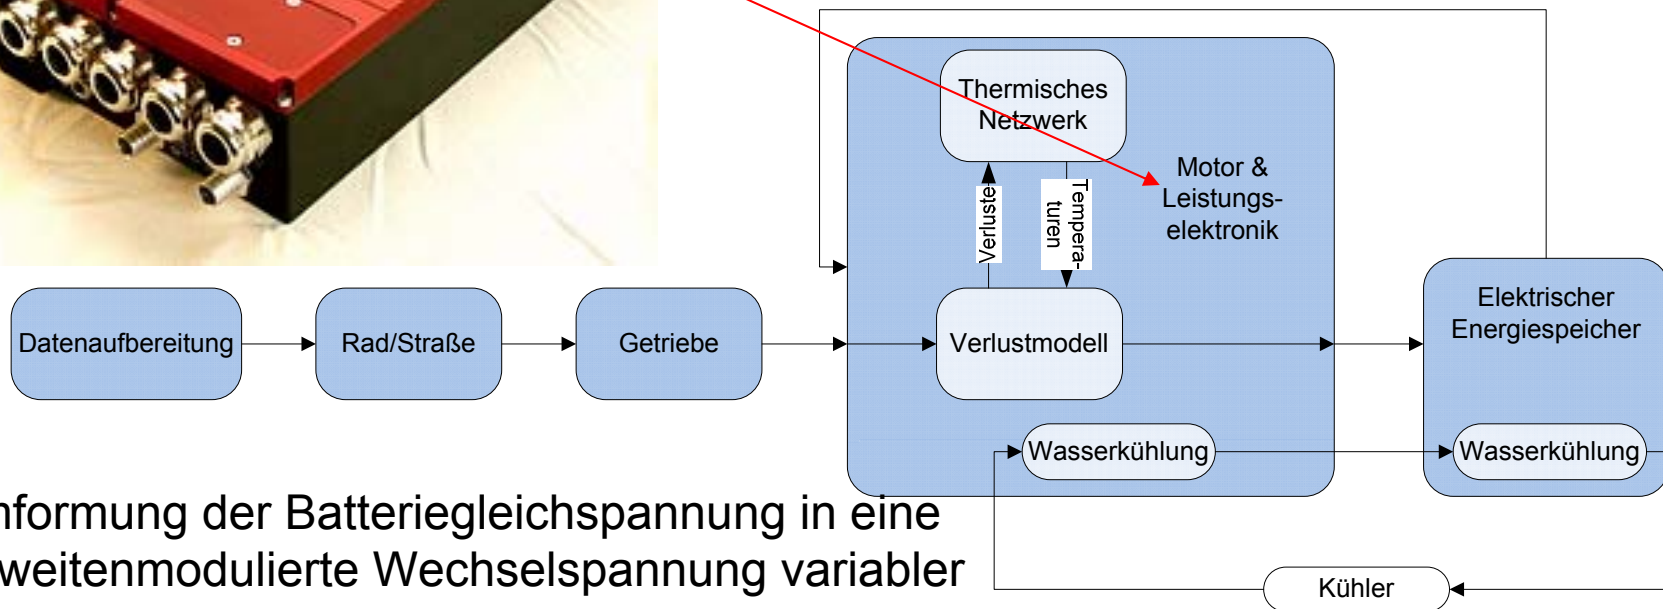 Thermisches
Netzwerk
Motor &
Leistungs-
elektronik
Verluste
Tempera-
turen
Datenaufbereitung
Rad/Straße
Getriebe
Verlustmodell
Elektrischer
Energiespeicher
Wasserkühlung
Wasserkühlung
nformung der Batteriegleichspannung in eine
weitenmodulierte Wechselspannung variabler
Kühler